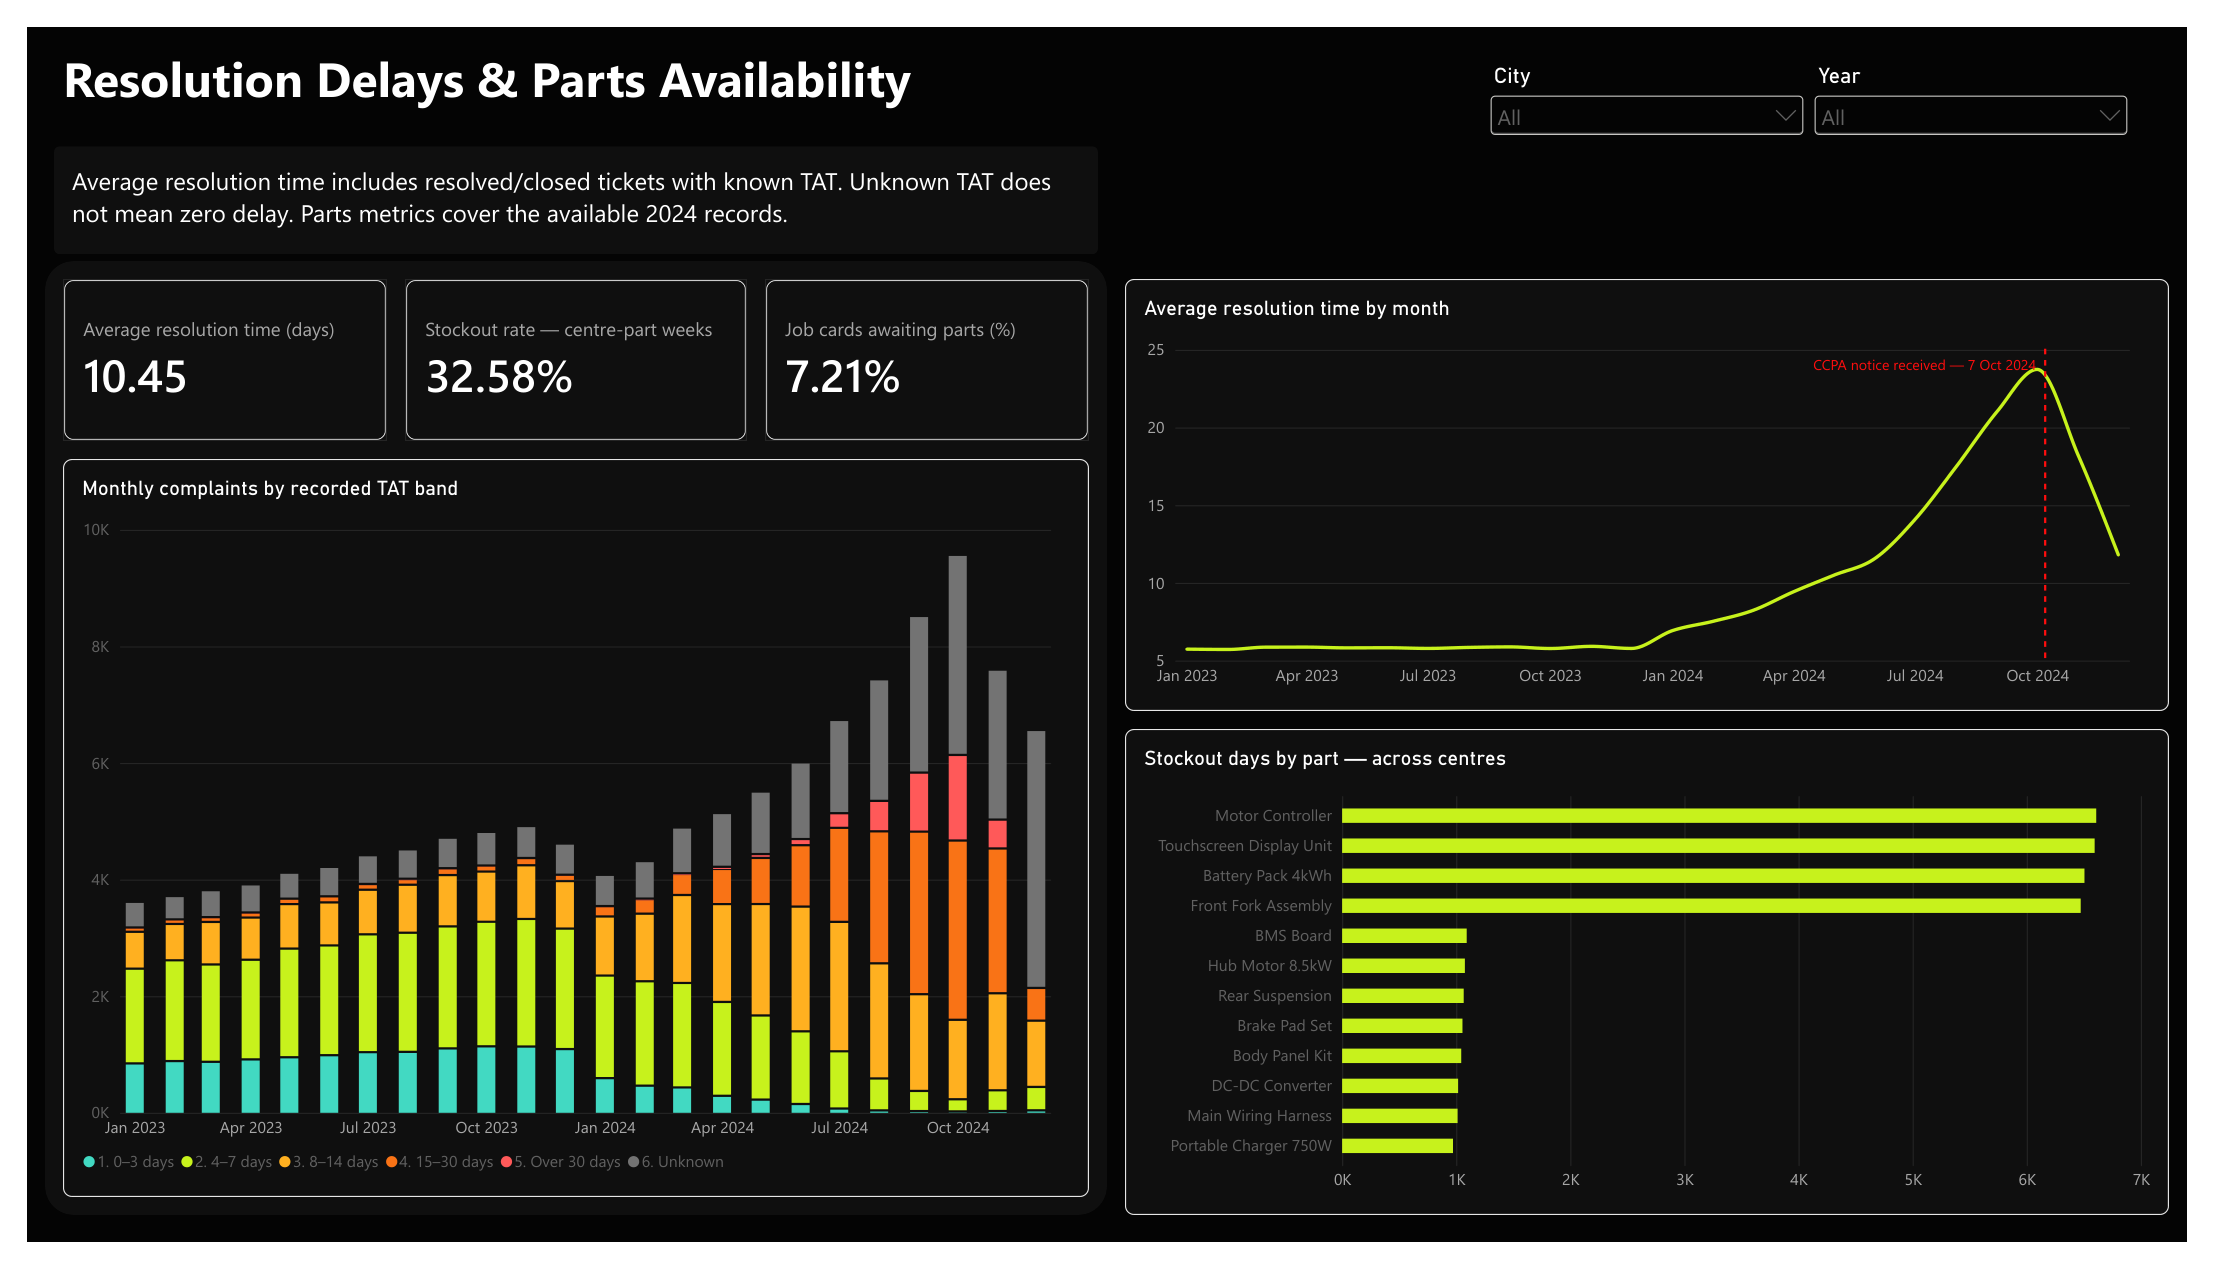 Resolution Delays & Parts Availability
City
Year
All
All
Average resolution time includes resolved/closed tickets with known TAT. Unknown TAT does
not mean zero delay. Parts metrics cover the available 2024 records.
Average resolution time (days)
10.45
Stockout rate — centre-part weeks
32.58%
Job cards awaiting parts (%)
7.21%
Monthly complaints by recorded TAT band
10K
8K
6K
4K
2K
0K
Jan 2023 Apr 2023 Jul 2023 Oct 2023 Jan 2024 Apr 2024 Jul 2024 Oct 2024
1. 0–3 days 2. 4–7 days 3. 8–14 days 4. 15–30 days 5. Over 30 days 6. Unknown
Average resolution time by month
25
CCPA notice received — 7 Oct 2024
20
15
10
5
Jan 2023 Apr 2023 Jul 2023 Oct 2023 Jan 2024 Apr 2024 Jul 2024 Oct 2024
Stockout days by part — across centres
Motor Controller
Touchscreen Display Unit
Battery Pack 4kWh
Front Fork Assembly
BMS Board
Hub Motor 8.5kW
Rear Suspension
Brake Pad Set
Body Panel Kit
DC-DC Converter
Main Wiring Harness
Portable Charger 750W
0K 1K 2K 3K 4K 5K 6K 7K